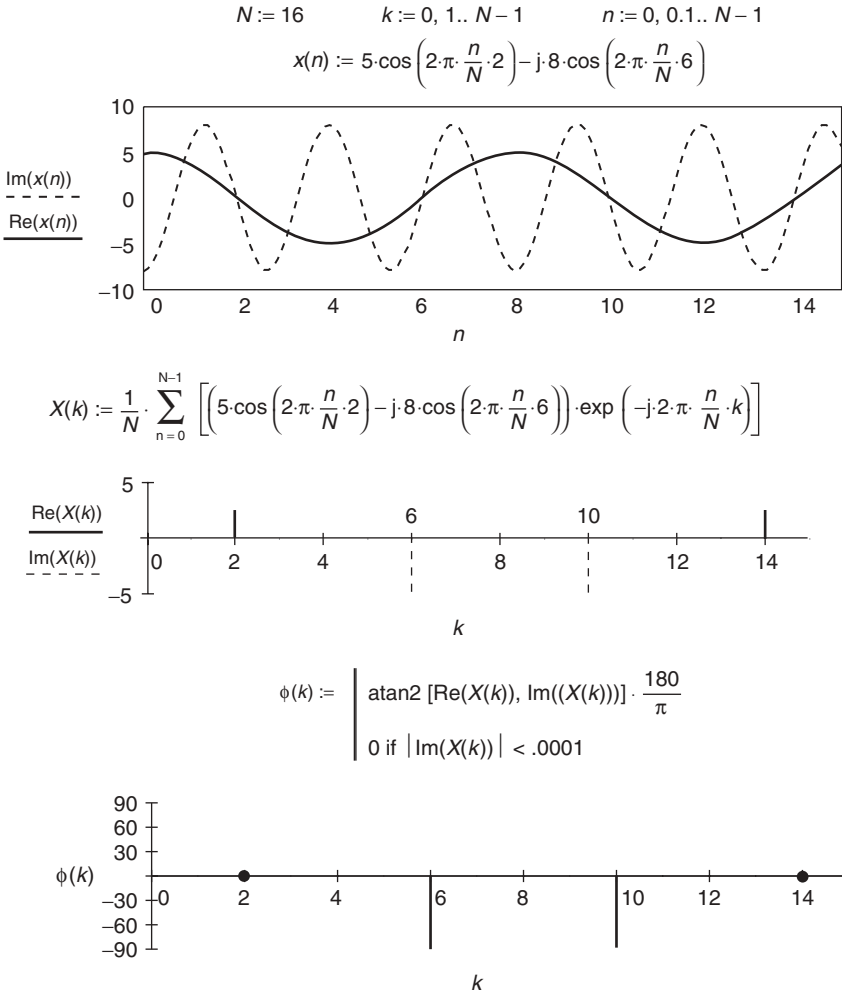 N := 16 k := 0, 1.. N − 1 n := 0, 0.1.. N − 1
x(n) := 5·cos (2·π· n/N ·2) − j·8·cos (2·π· n/N ·6)
10
5
0
−5
−10
Im(x(n))
Re(x(n))
0 2 4 6 8 10 12 14
n
X(k) := 1/N · ∑ n = 0 N−1 [(5·cos (2·π· n/N ·2) − j·8·cos (2·π· n/N ·6)) ·exp (−j·2·π· n/N ·k)]
5
Re(X(k))
Im(X(k))
−5
6 10
0 2 4 8 12 14
k
ϕ(k) := atan2 [Re(X(k)), Im((X(k)))] · 180/π
0 if |Im(X(k))| < .0001
90
60
30
ϕ(k)
−30
−60
−90
0 2 4 6 8 10 12 14
k